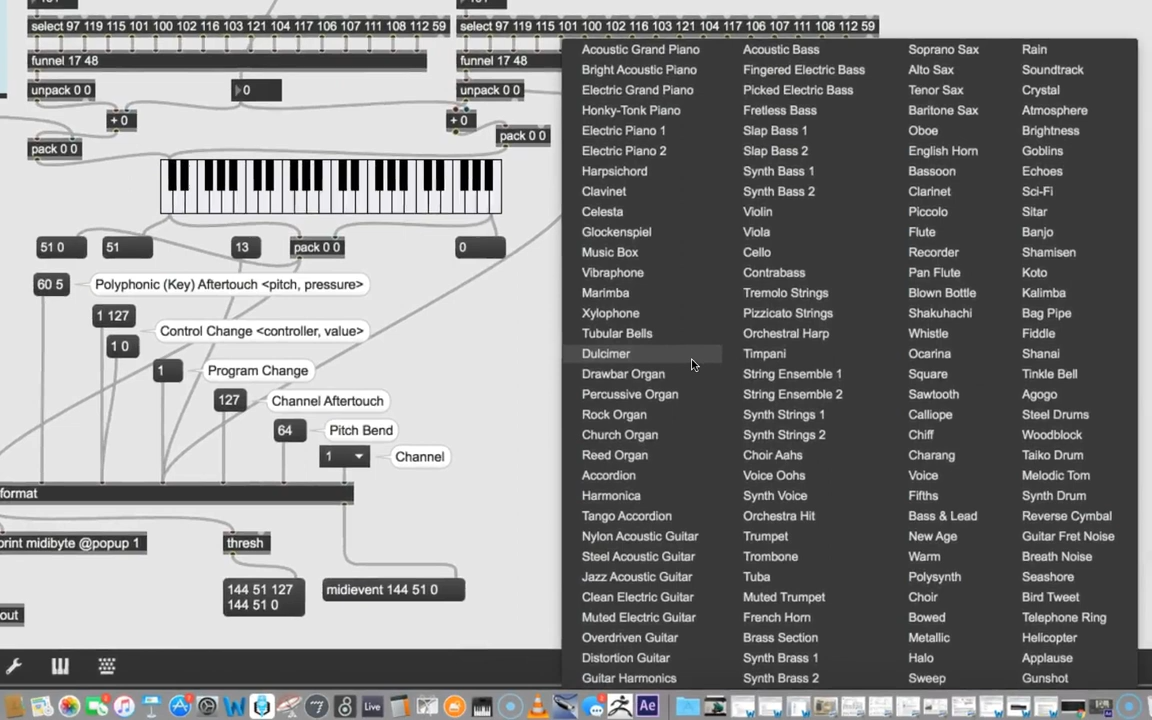 select 97 119 115 101 100 102 116 103 121 104 117 106 107 111 108 112 59
select 97 119 115 101 100 102 116 103 121 104 117 106 107 111 108 112 59
funnel 17 48
funnel 17 48
unpack 0 0
0
unpack 0 0
+ 0
+ 0
pack 0 0
pack 0 0
51 0
51
13
pack 0 0
0
60 5
Polyphonic (Key) Aftertouch <pitch, pressure>
1 127
Control Change <controller, value>
1 0
1
Program Change
127
Channel Aftertouch
64
Pitch Bend
1
Channel
format
print midibyte @popup 1
thresh
144 51 127
144 51 0
midievent 144 51 0
out
Acoustic Grand Piano
Bright Acoustic Piano
Electric Grand Piano
Honky-Tonk Piano
Electric Piano 1
Electric Piano 2
Harpsichord
Clavinet
Celesta
Glockenspiel
Music Box
Vibraphone
Marimba
Xylophone
Tubular Bells
Dulcimer
Drawbar Organ
Percussive Organ
Rock Organ
Church Organ
Reed Organ
Accordion
Harmonica
Tango Accordion
Nylon Acoustic Guitar
Steel Acoustic Guitar
Jazz Acoustic Guitar
Clean Electric Guitar
Muted Electric Guitar
Overdriven Guitar
Distortion Guitar
Guitar Harmonics
Acoustic Bass
Fingered Electric Bass
Picked Electric Bass
Fretless Bass
Slap Bass 1
Slap Bass 2
Synth Bass 1
Synth Bass 2
Violin
Viola
Cello
Contrabass
Tremolo Strings
Pizzicato Strings
Orchestral Harp
Timpani
String Ensemble 1
String Ensemble 2
Synth Strings 1
Synth Strings 2
Choir Aahs
Voice Oohs
Synth Voice
Orchestra Hit
Trumpet
Trombone
Tuba
Muted Trumpet
French Horn
Brass Section
Synth Brass 1
Synth Brass 2
Soprano Sax
Alto Sax
Tenor Sax
Baritone Sax
Oboe
English Horn
Bassoon
Clarinet
Piccolo
Flute
Recorder
Pan Flute
Blown Bottle
Shakuhachi
Whistle
Ocarina
Square
Sawtooth
Calliope
Chiff
Charang
Voice
Fifths
Bass & Lead
New Age
Warm
Polysynth
Choir
Bowed
Metallic
Halo
Sweep
Rain
Soundtrack
Crystal
Atmosphere
Brightness
Goblins
Echoes
Sci-Fi
Sitar
Banjo
Shamisen
Koto
Kalimba
Bag Pipe
Fiddle
Shanai
Tinkle Bell
Agogo
Steel Drums
Woodblock
Taiko Drum
Melodic Tom
Synth Drum
Reverse Cymbal
Guitar Fret Noise
Breath Noise
Seashore
Bird Tweet
Telephone Ring
Helicopter
Applause
Gunshot
Live
Ae